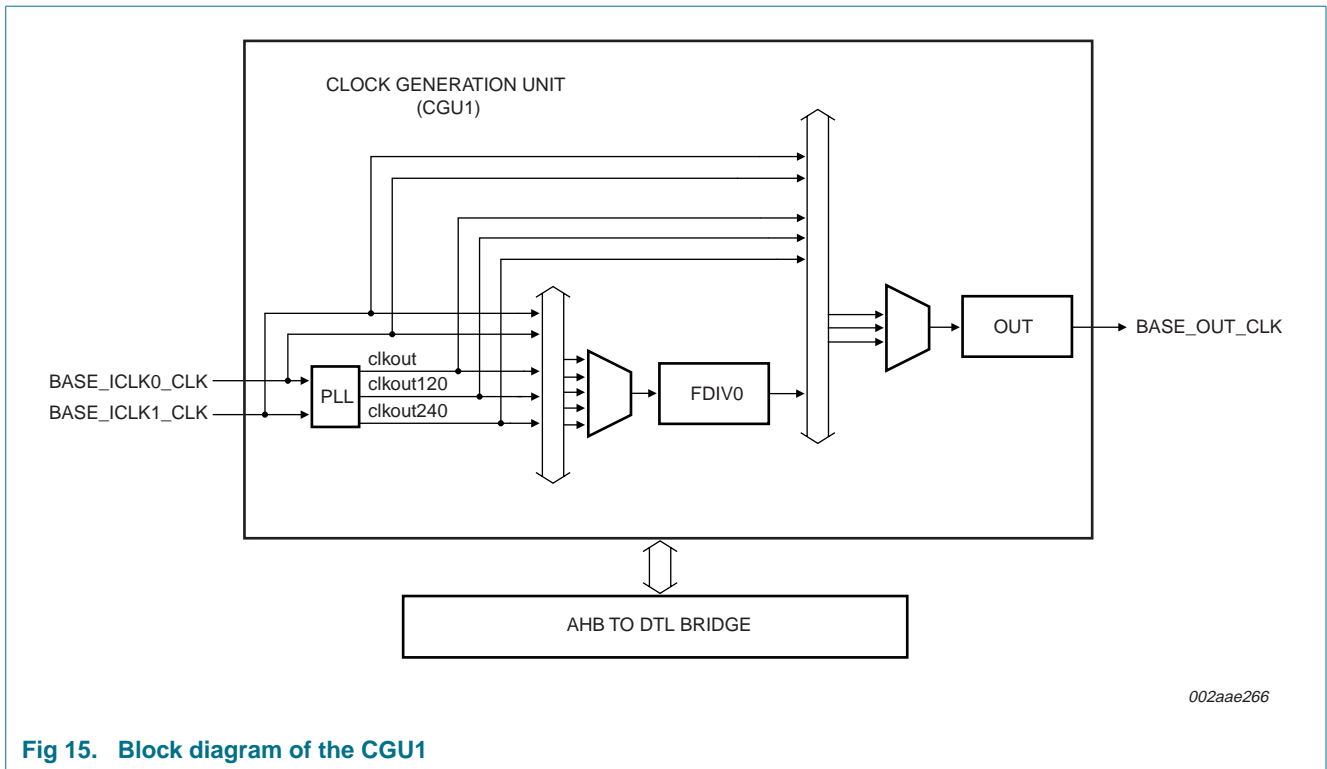 CLOCK GENERATION UNIT
(CGU1)
clkout
clkout120
clkout240
BASE_ICLK0_CLK
BASE_ICLK1_CLK
PLL
FDIV0
OUT
BASE_OUT_CLK
AHB TO DTL BRIDGE
002aae266
Fig 15. Block diagram of the CGU1